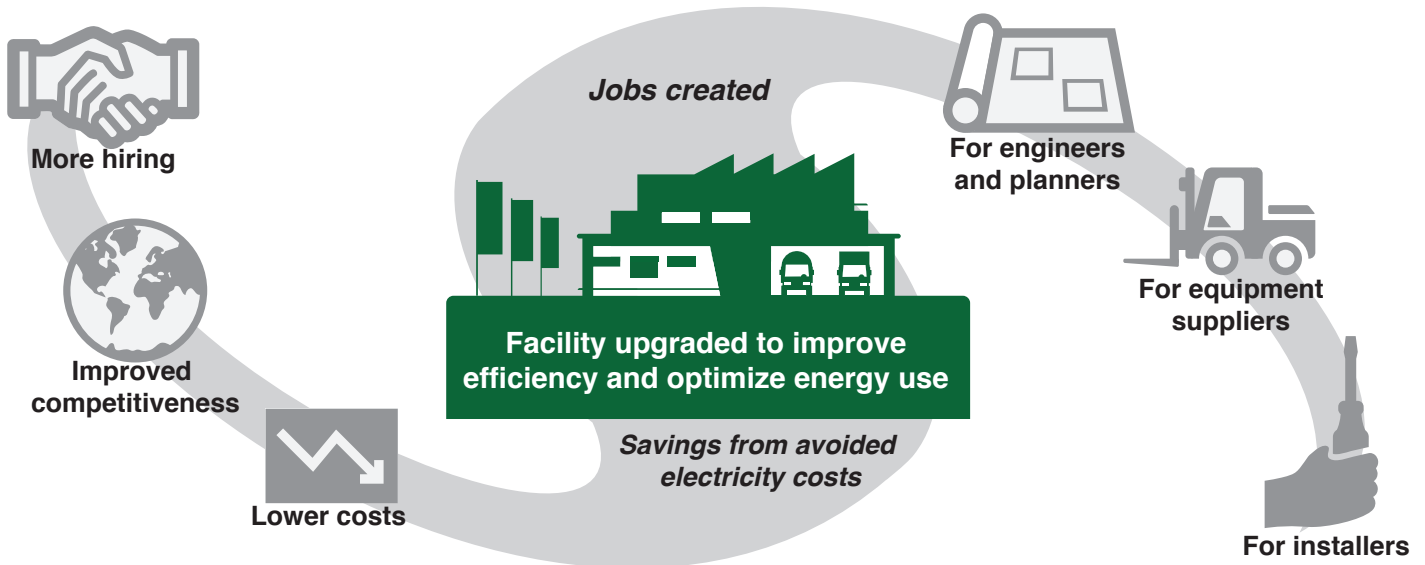 Jobs created
For engineers
and planners
For equipment
suppliers
For installers
Facility upgraded to improve
efficiency and optimize energy use
Savings from avoided
electricity costs
Lower costs
Improved
competitiveness
More hiring